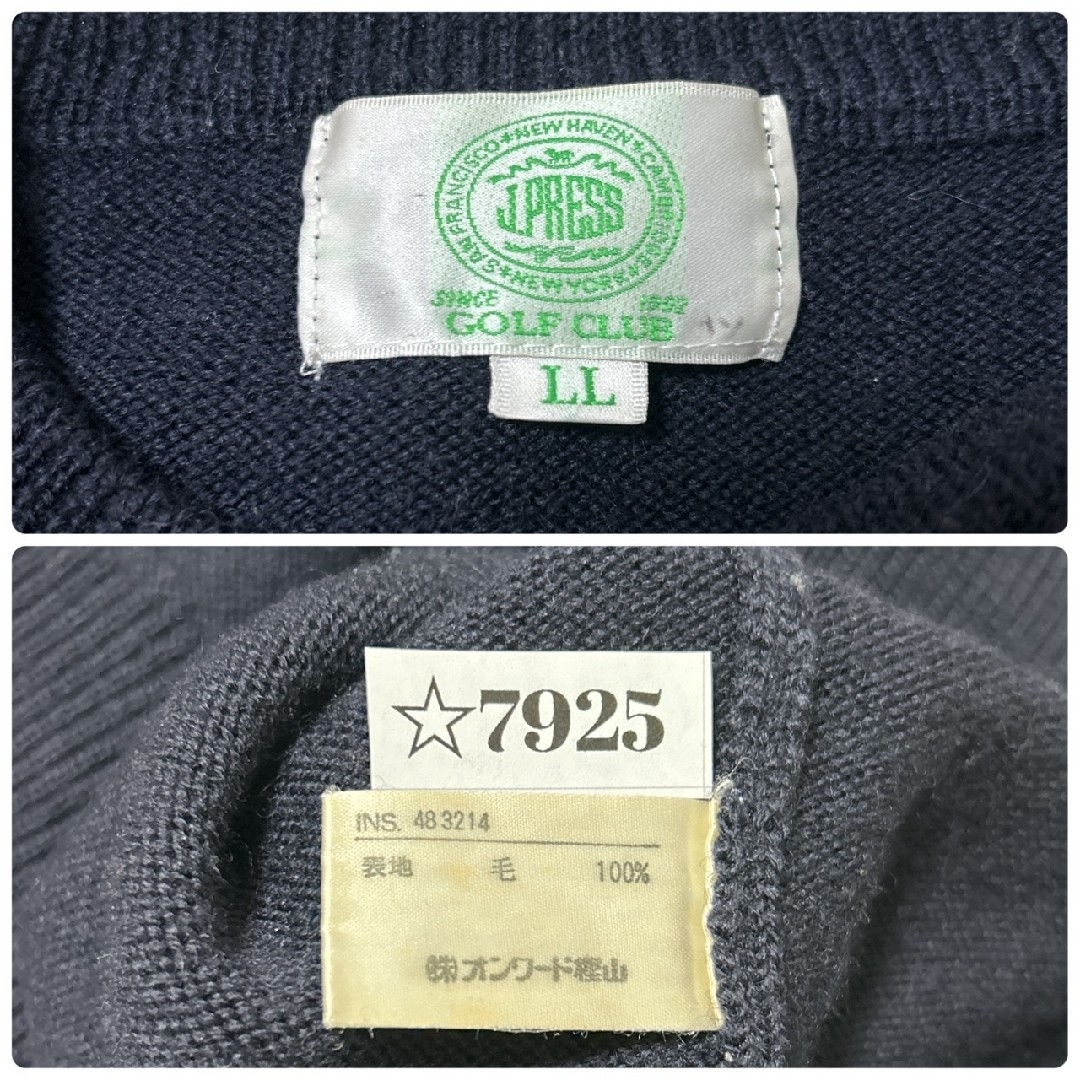 SAN FRANCISCO✦NEW HAVEN✦CAMBRIDGE✦NEW YORK✦
J.PRESS
SINCE 1892
GOLF CLUB
LL
☆7925
INS. 48 3214
表地 毛 100%
㈱オンワード樫山